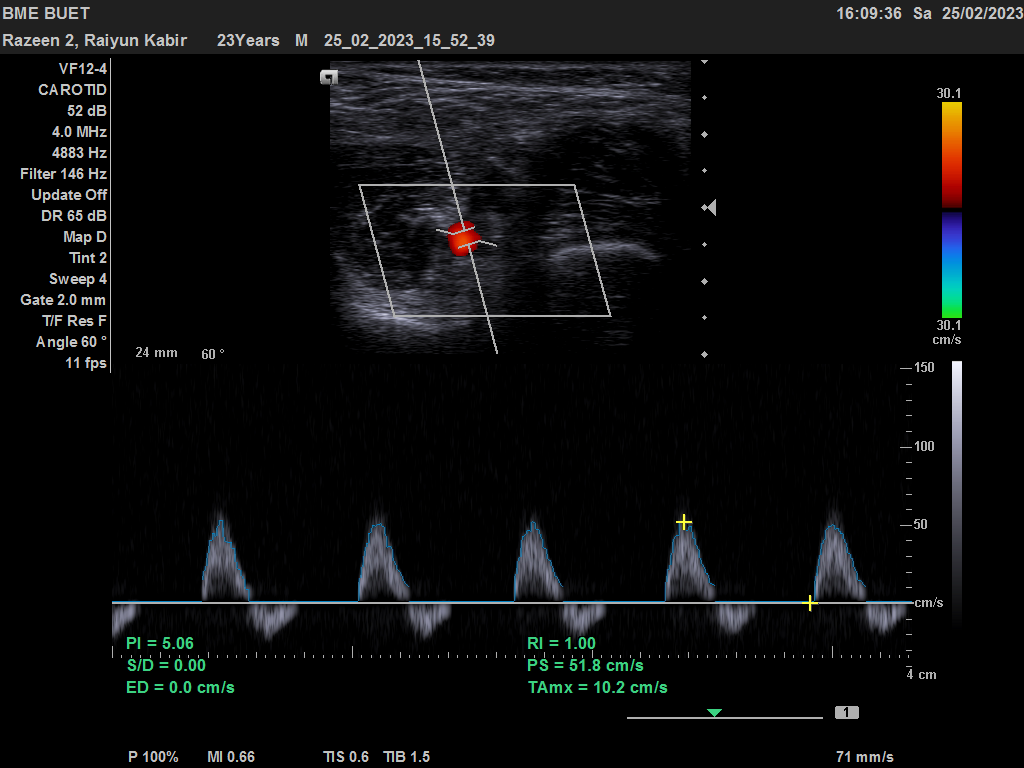 BME BUET 16:09:36 Sa 25/02/2023
Razeen 2, Raiyun Kabir 23Years M 25_02_2023_15_52_39
VF12-4
CAROTID
52 dB
4.0 MHz
4883 Hz
Filter 146 Hz
Update Off
DR 65 dB
Map D
Tint 2
Sweep 4
Gate 2.0 mm
T/F Res F
Angle 60 °
11 fps
24 mm 60 °
30.1
30.1
cm/s
150
100
50
cm/s
4 cm
PI = 5.06
S/D = 0.00
ED = 0.0 cm/s
RI = 1.00
PS = 51.8 cm/s
TAmx = 10.2 cm/s
1
P 100% MI 0.66 TIS 0.6 TIB 1.5 71 mm/s